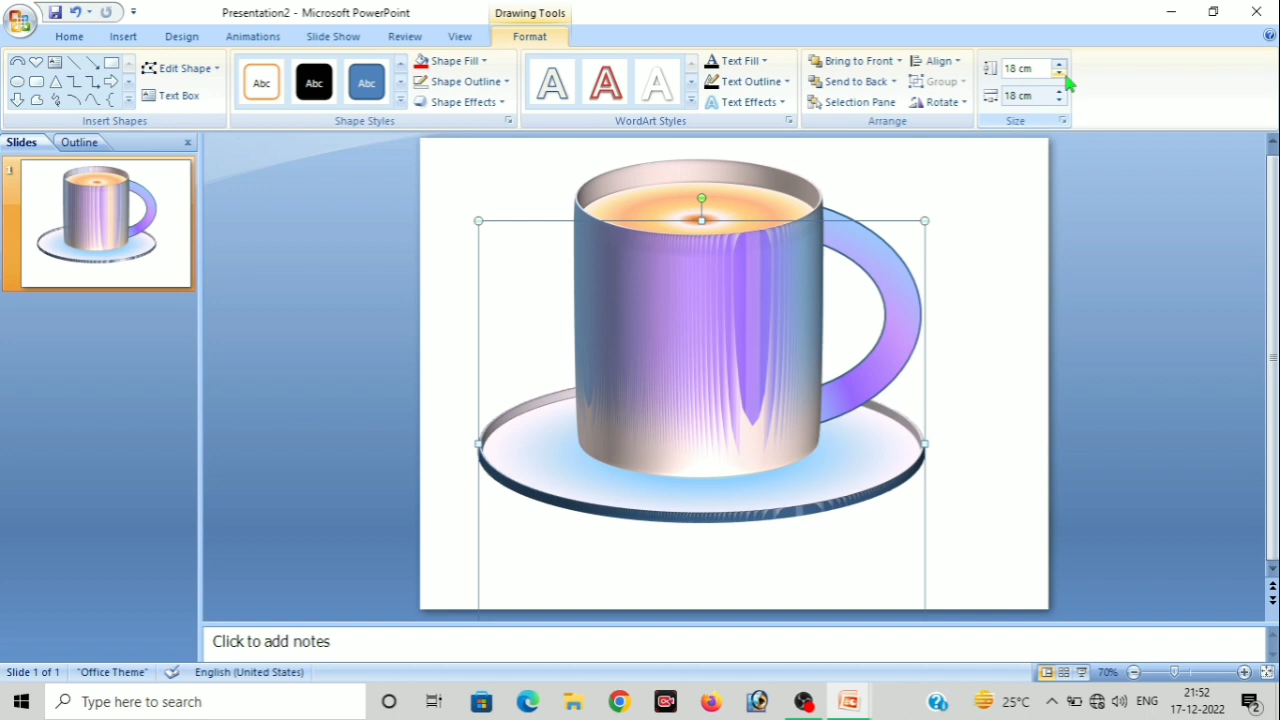 Presentation2 - Microsoft PowerPoint
Drawing Tools
Home Insert Design Animations Slide Show Review View Format
Edit Shape
Text Box
Insert Shapes
Abc Abc Abc
Shape Fill
Shape Outline
Shape Effects
Shape Styles
A A A
Text Fill
Text Outline
Text Effects
WordArt Styles
Bring to Front
Send to Back
Selection Pane
Align
Group
Rotate
Arrange
18 cm
18 cm
Size
Slides Outline
1
Click to add notes
Slide 1 of 1 "Office Theme" English (United States) 70%
Type here to search
25°C ENG
21:52
17-12-2022
2